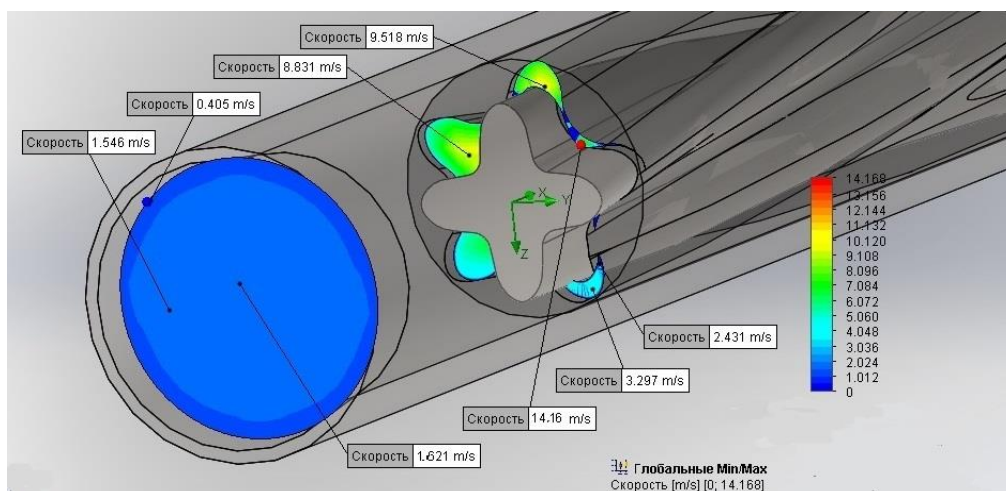 Скорость 9.518 m/s
Скорость 8.831 m/s
Скорость 0.405 m/s
Скорость 1.546 m/s
X
Y
Z
14.168
13.156
12.144
11.132
10.120
9.108
8.096
7.084
6.072
5.060
4.048
3.036
2.024
1.012
0
Скорость 2.431 m/s
Скорость 3.297 m/s
Скорость 14.16 m/s
Скорость 1.621 m/s
Глобальные Min/Max
Скорость [m/s] [0; 14.168]